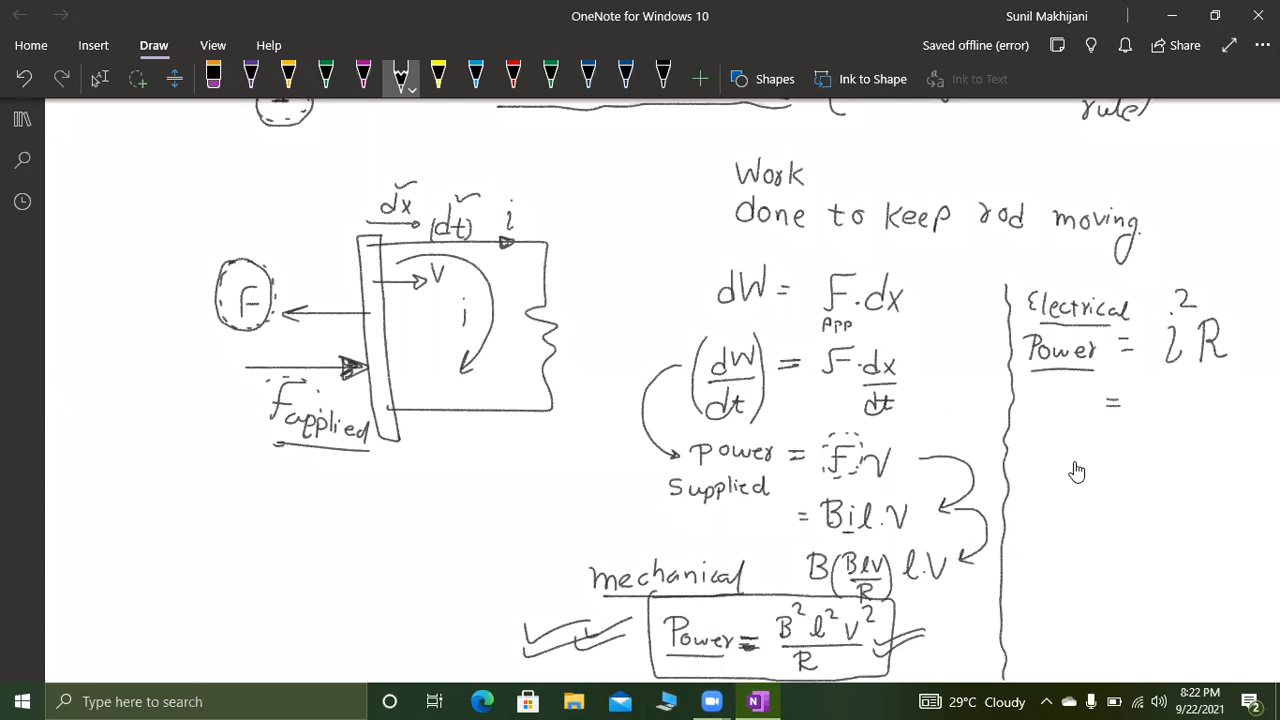 OneNote for Windows 10
Sunil Makhijani
Home Insert Draw View Help
Saved offline (error)
Share
Shapes
Ink to Shape
Ink to Text
rule)
Work
done to keep rod moving.
dx
(dt)
i
V
F
i
F applied
dW = F.dx
APP
(dW/dt) = F.dx/dt
Power = F V
Supplied
= Bil.V
B(Blv/R) l.V
mechanical
Power = B²l²V²/R
Electrical
Power = i²R
=
Type here to search
29°C Cloudy
8:22 PM
9/22/2021
2